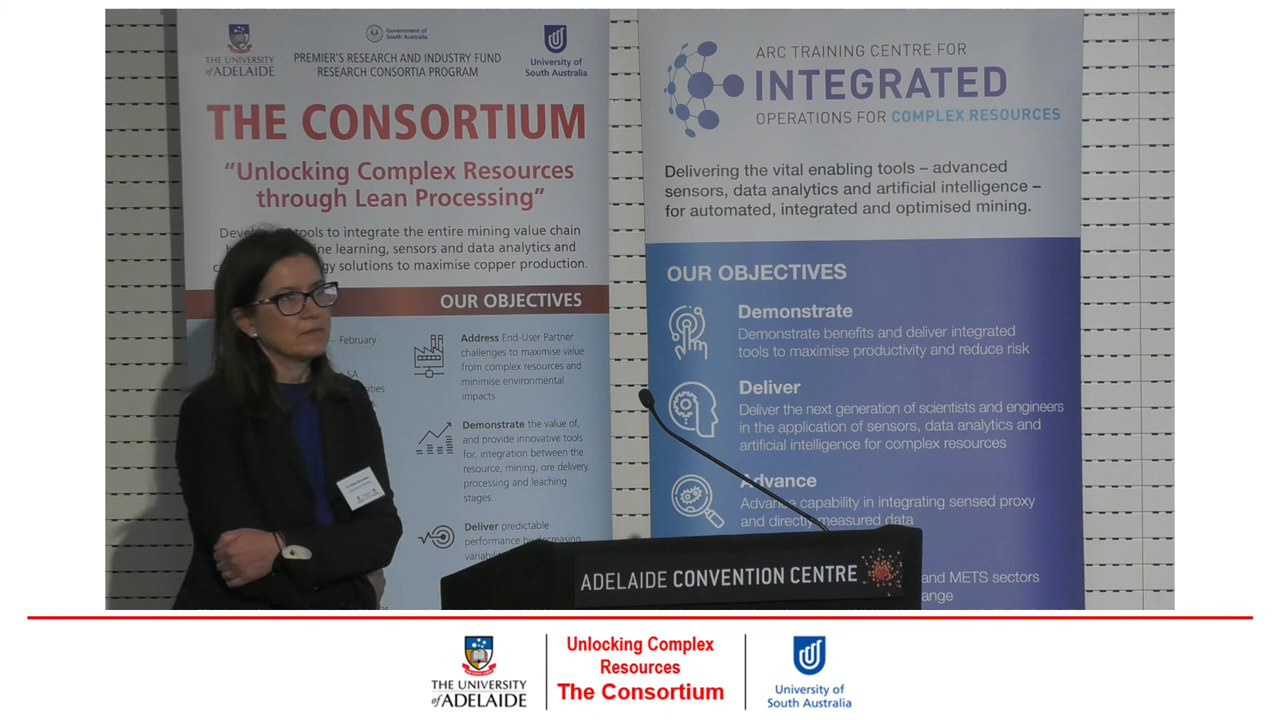 THE UNIVERSITY
of ADELAIDE
Government of
South Australia
PREMIER'S RESEARCH AND INDUSTRY FUND
RESEARCH CONSORTIA PROGRAM
University of
South Australia
THE CONSORTIUM
"Unlocking Complex Resources
through Lean Processing"
tools to integrate the entire mining value chain
learning, sensors and data analytics and
solutions to maximise copper production.
OUR OBJECTIVES
February
SA
Address End-User Partner
challenges to maximise value
from complex resources and
minimise environmental
impacts.
Demonstrate the value of,
and provide innovative tools
for, integration between the
resource, mining, ore delivery,
processing and leaching
stages.
Deliver predictable
performance by decreasing
ARC TRAINING CENTRE FOR
INTEGRATED
OPERATIONS FOR COMPLEX RESOURCES
Delivering the vital enabling tools – advanced
sensors, data analytics and artificial intelligence –
for automated, integrated and optimised mining.
OUR OBJECTIVES
Demonstrate
Demonstrate benefits and deliver integrated
tools to maximise productivity and reduce risk
Deliver
Deliver the next generation of scientists and engineers
in the application of sensors, data analytics and
artificial intelligence for complex resources
Advance
Advance capability in integrating sensed proxy
and directly measured data
and METS sectors
ADELAIDE CONVENTION CENTRE
THE UNIVERSITY
of ADELAIDE
Unlocking Complex
Resources
The Consortium
University of
South Australia